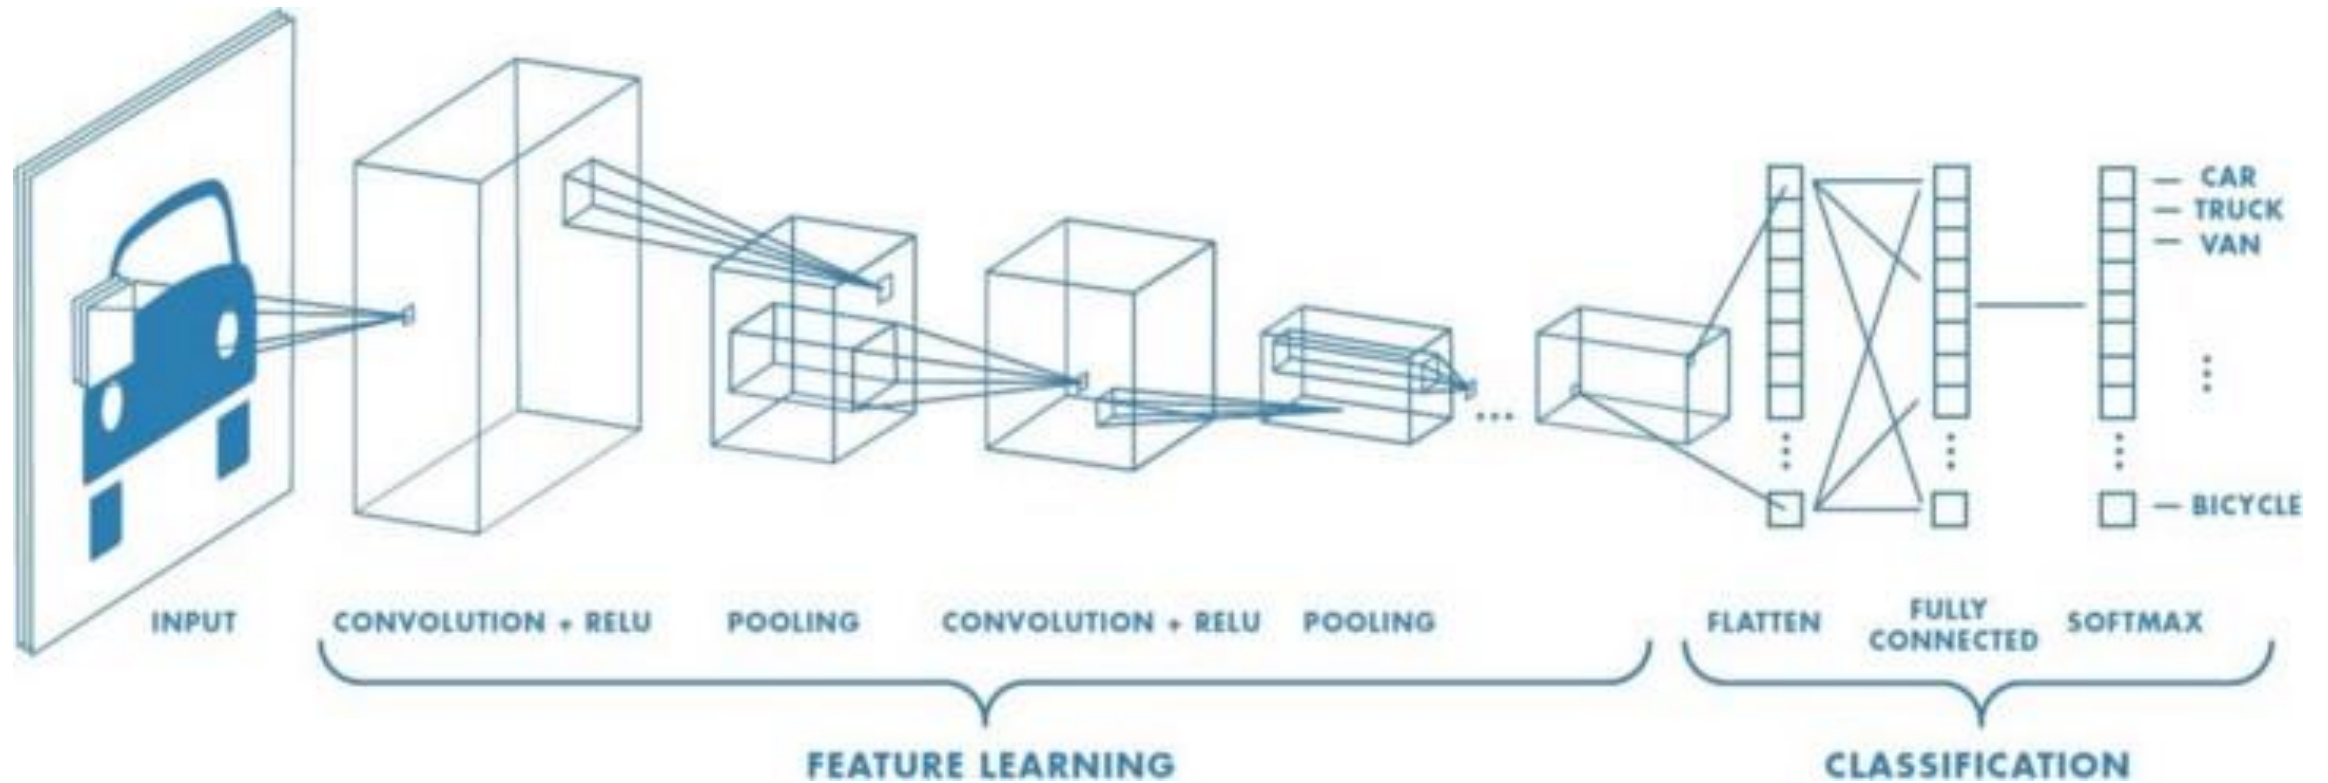 CAR
TRUCK
VAN
BICYCLE
INPUT
CONVOLUTION + RELU
POOLING
CONVOLUTION + RELU
POOLING
FLATTEN
FULLY
CONNECTED
SOFTMAX
FEATURE LEARNING
CLASSIFICATION